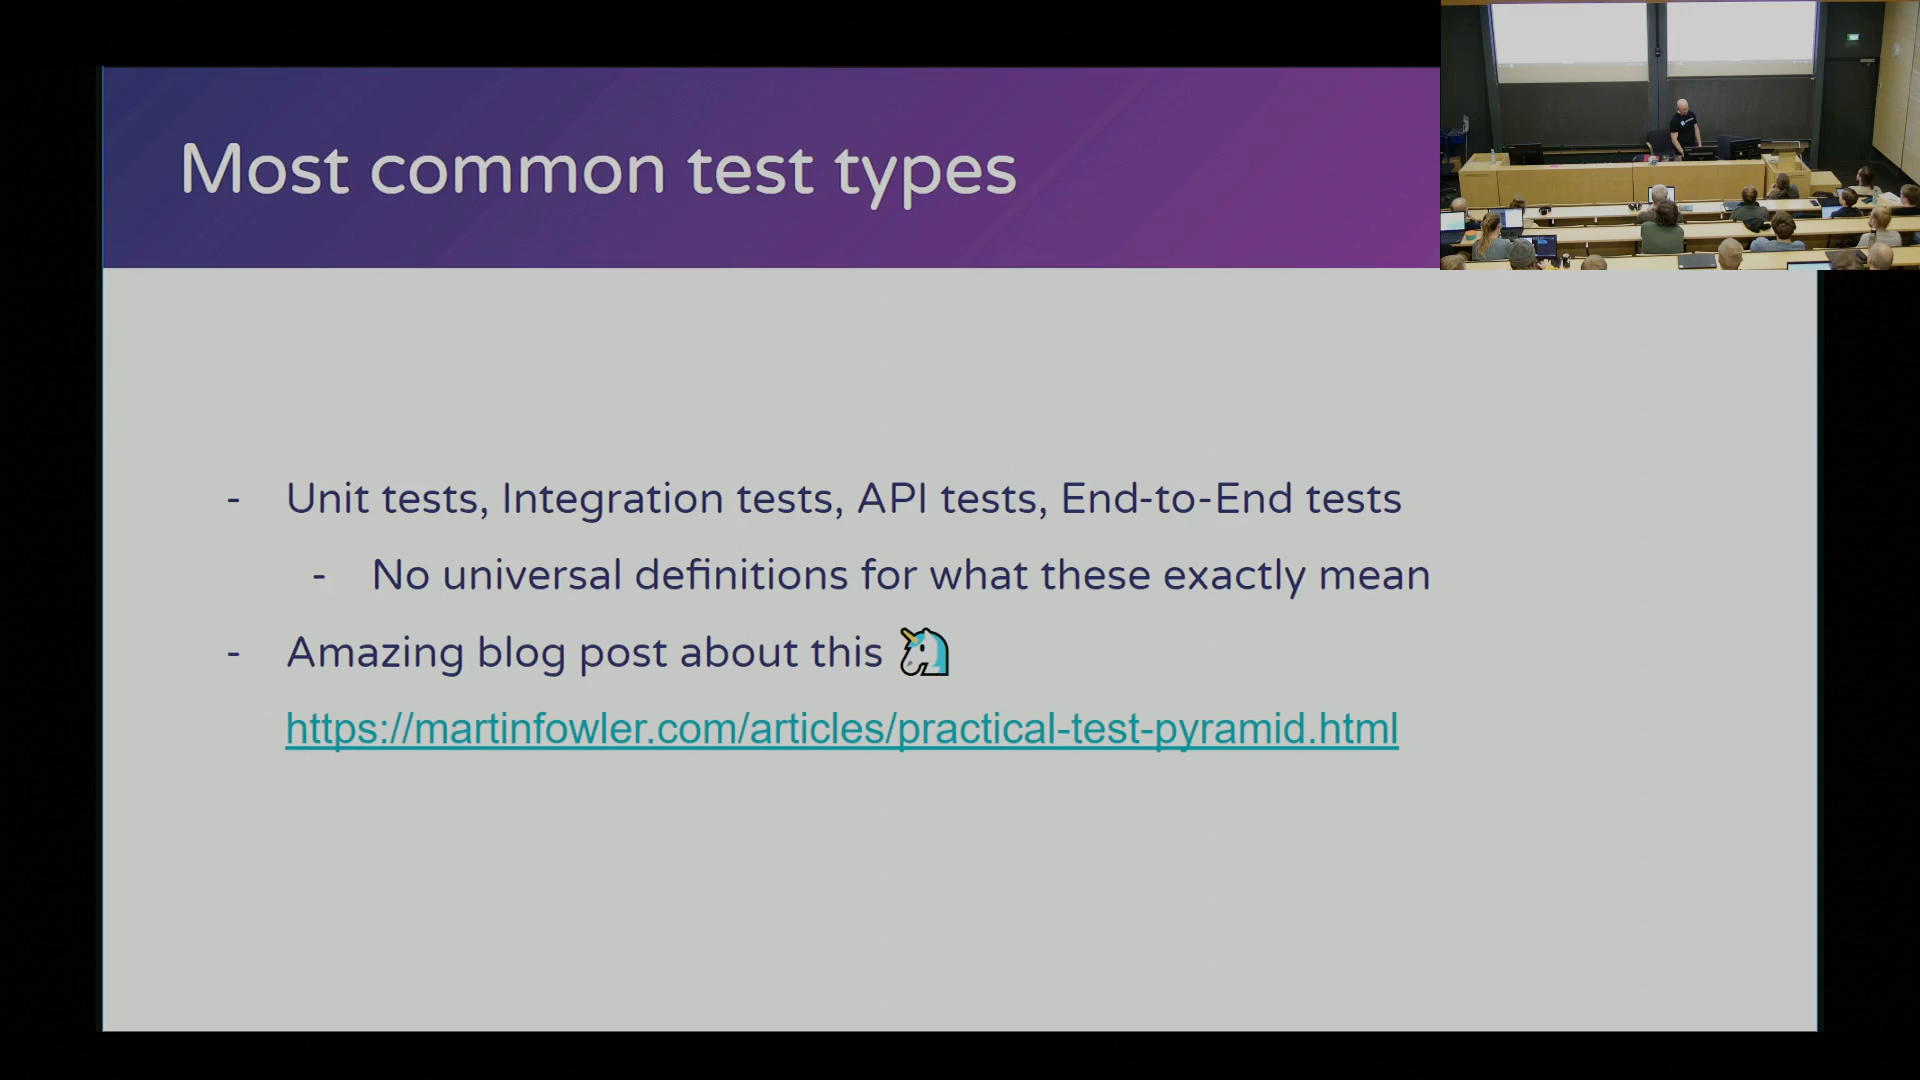 Most common test types
- Unit tests, Integration tests, API tests, End-to-End tests
- No universal definitions for what these exactly mean
- Amazing blog post about this
https://martinfowler.com/articles/practical-test-pyramid.html